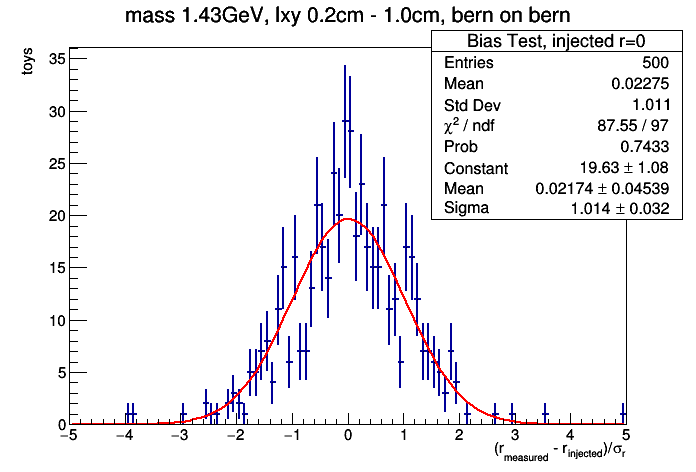 mass 1.43GeV, lxy 0.2cm - 1.0cm, bern on bern
Bias Test, injected r=0
Entries 500
Mean 0.02275
Std Dev 1.011
χ² / ndf 87.55 / 97
Prob 0.7433
Constant 19.63 ± 1.08
Mean 0.02174 ± 0.04539
Sigma 1.014 ± 0.032
toys
35
30
25
20
15
10
5
0
−5 −4 −3 −2 −1 0 1 2 3 4 5
(r_measured - r_injected)/σ_r